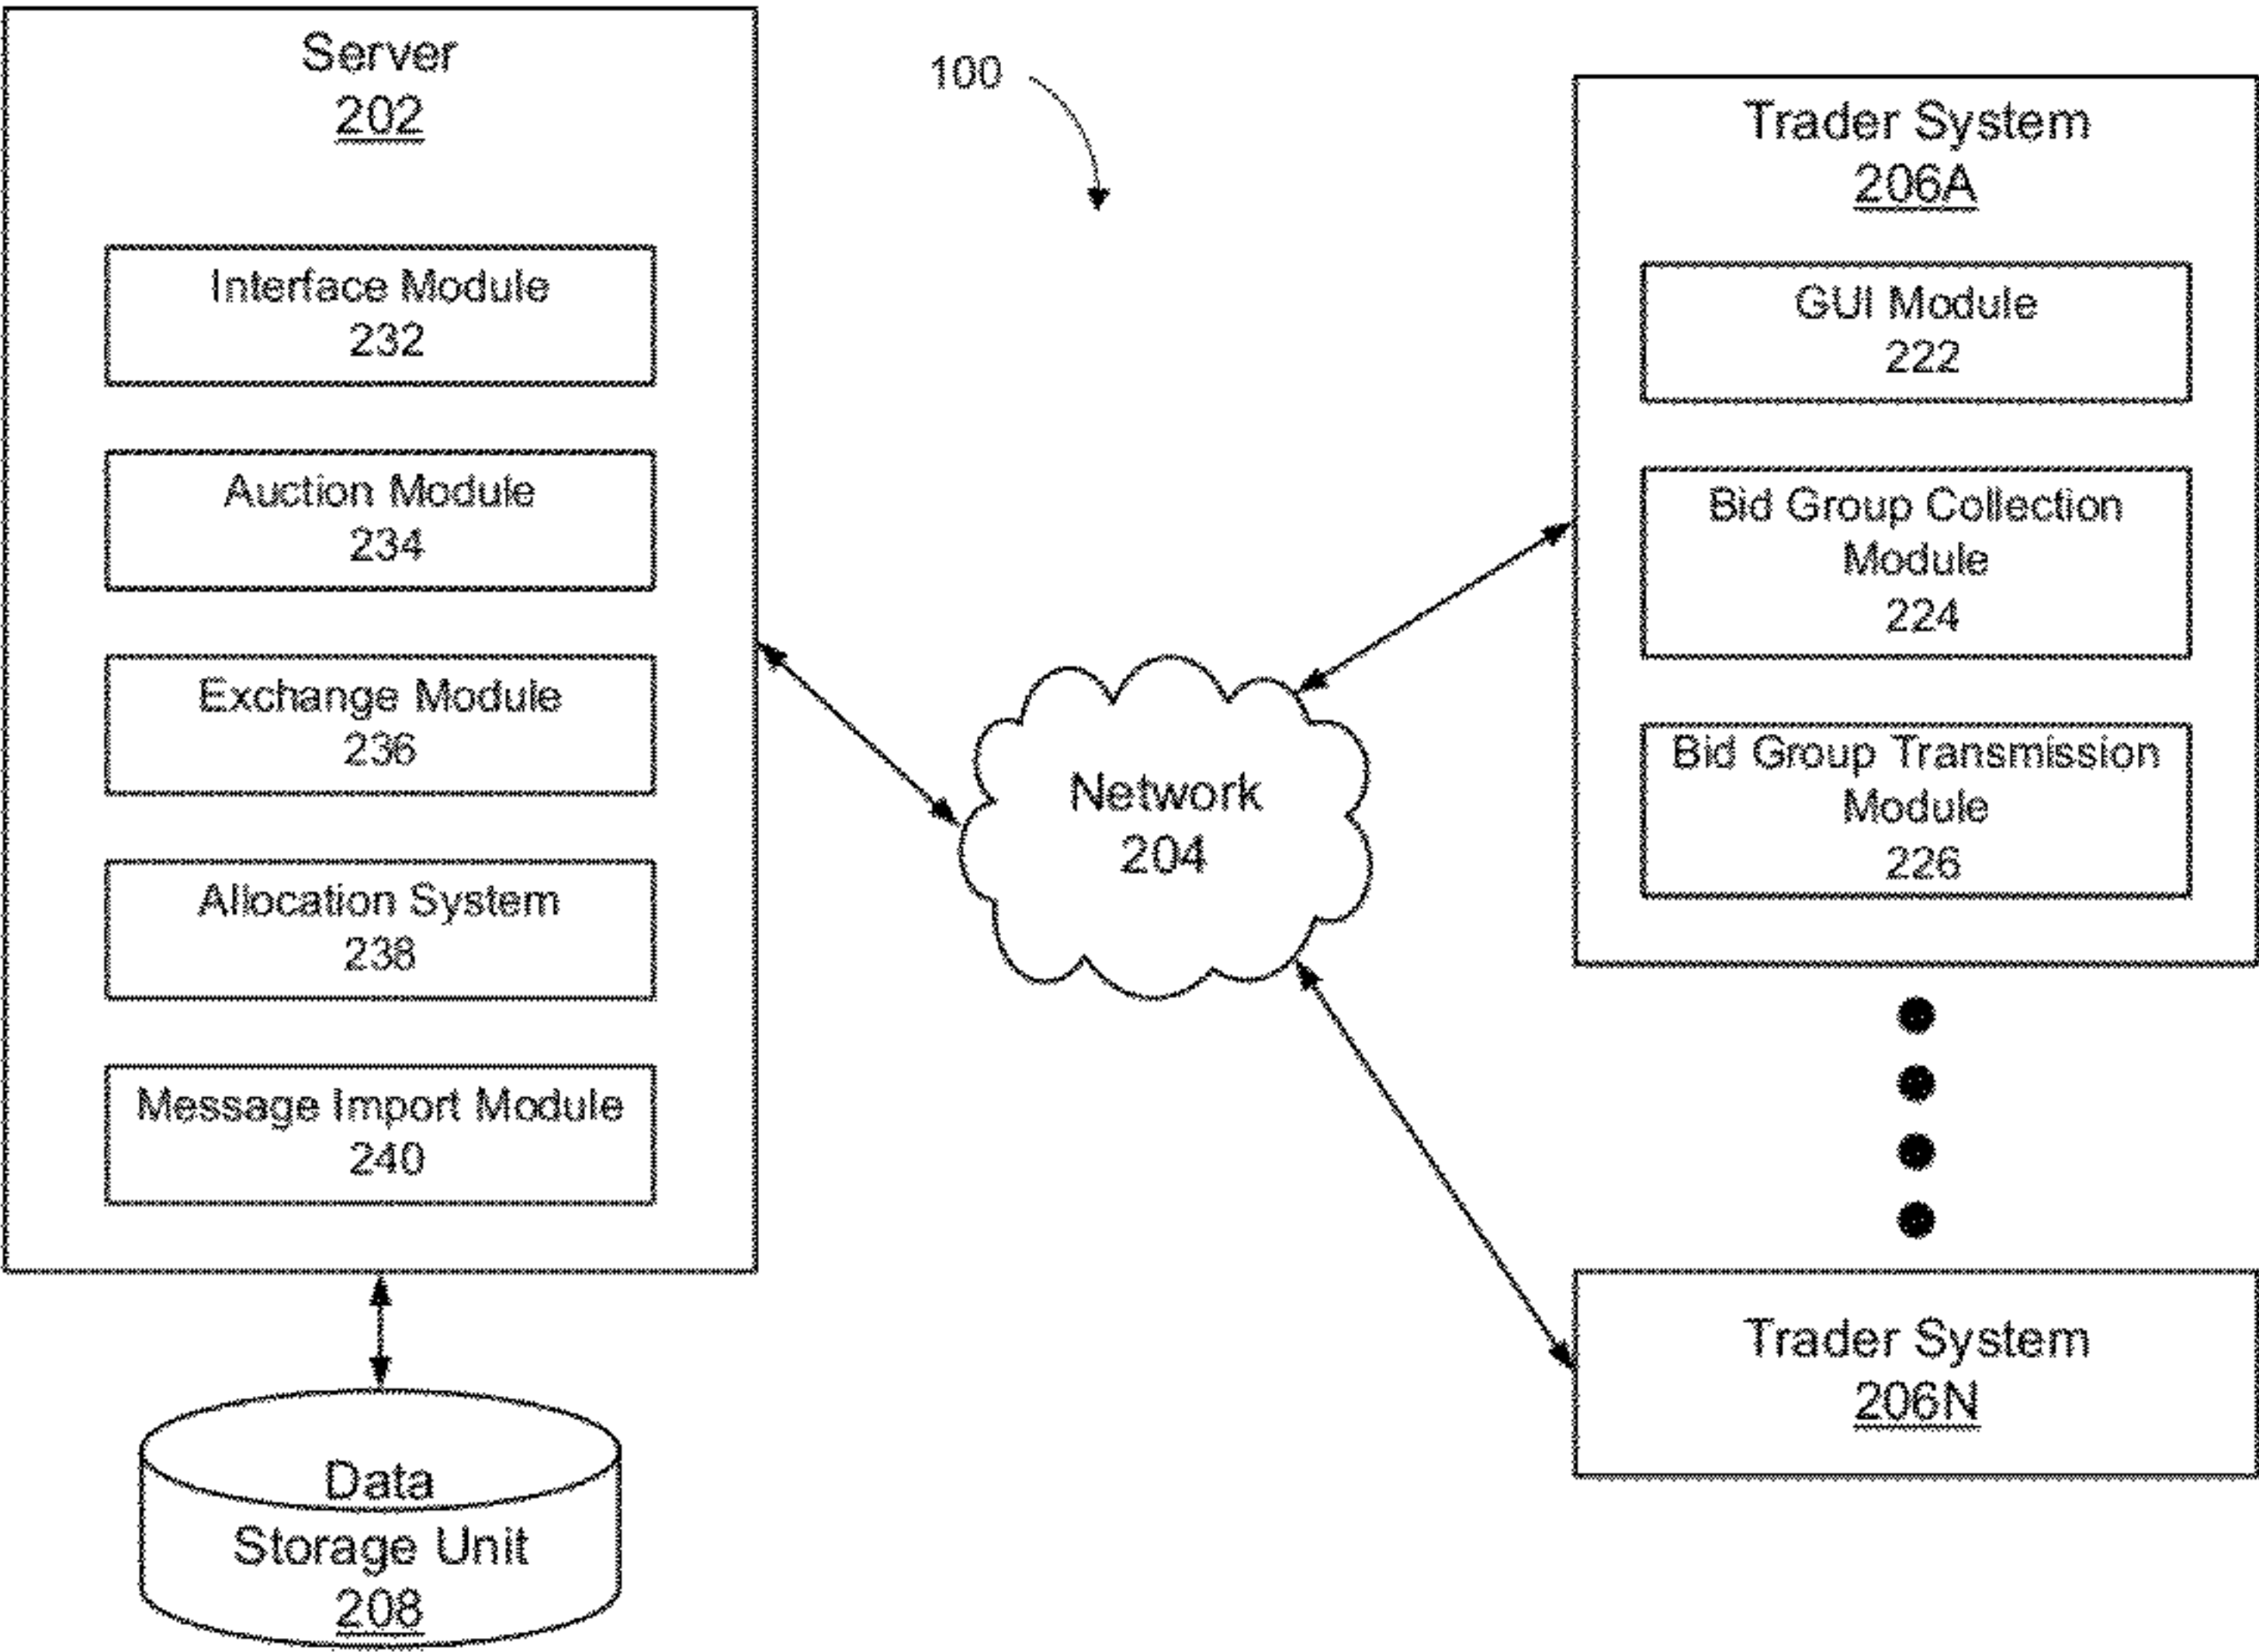 Server
202
Interface Module
232
Auction Module
234
Exchange Module
236
Allocation System
238
Message Import Module
240
Data
Storage Unit
208
100
Network
204
Trader System
206A
GUI Module
222
Bid Group Collection
Module
224
Bid Group Transmission
Module
226
Trader System
206N